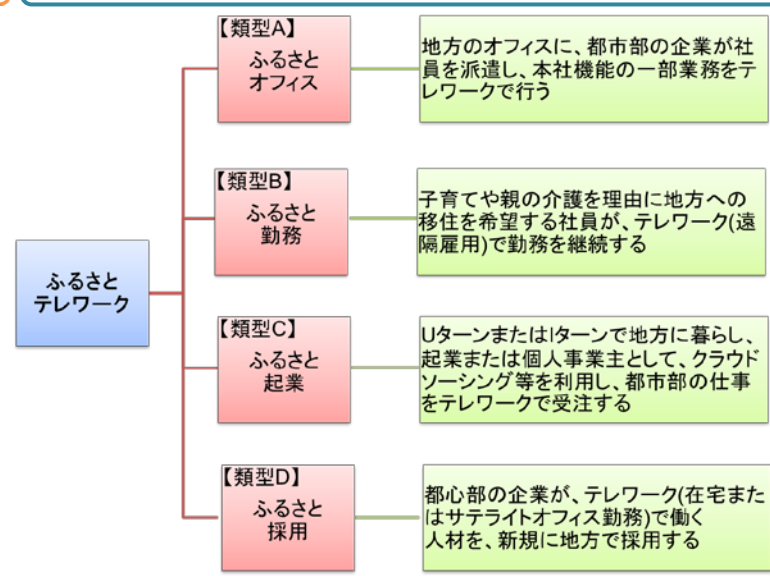 ふるさと
テレワーク
【類型A】
ふるさと
オフィス
地方のオフィスに、都市部の企業が社
員を派遣し、本社機能の一部業務をテ
レワークで行う
【類型B】
ふるさと
勤務
子育てや親の介護を理由に地方への
移住を希望する社員が、テレワーク(遠
隔雇用)で勤務を継続する
【類型C】
ふるさと
起業
UターンまたはIターンで地方に暮らし、
起業または個人事業主として、クラウド
ソーシング等を利用し、都市部の仕事
をテレワークで受注する
【類型D】
ふるさと
採用
都心部の企業が、テレワーク(在宅また
はサテライトオフィス勤務)で働く
人材を、新規に地方で採用する